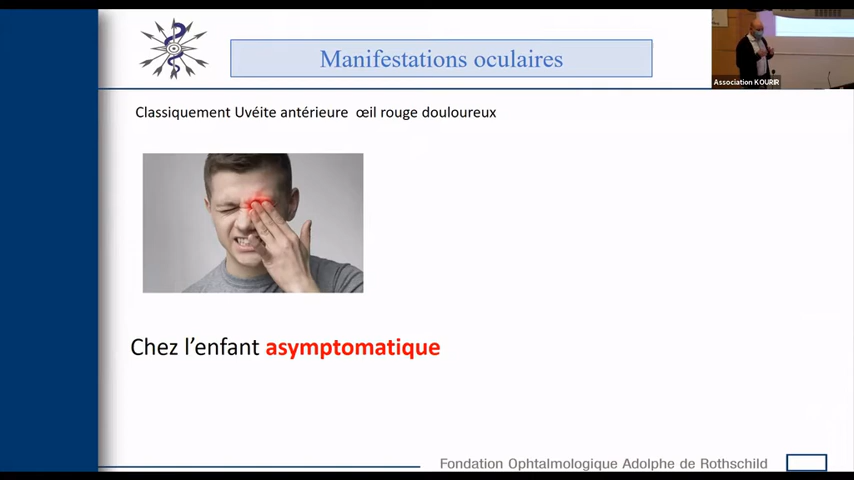 Manifestations oculaires
Association KOURIR
Classiquement Uvéite antérieure œil rouge douloureux
Chez l'enfant asymptomatique
Fondation Ophtalmologique Adolphe de Rothschild